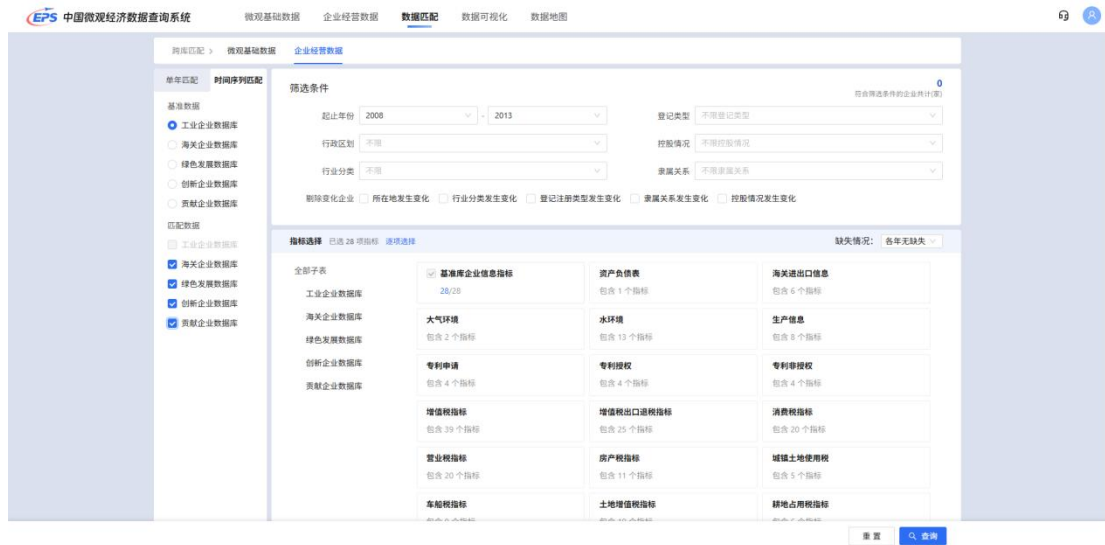 EPS 中国微观经济数据查询系统 微观基础数据 企业经营数据 数据匹配 数据可视化 数据地图
跨库匹配 > 微观基础数据 企业经营数据
单年匹配 时间序列匹配
基准数据
工业企业数据库
海关企业数据库
绿色发展数据库
创新企业数据库
贡献企业数据库
匹配数据
工业企业数据库
海关企业数据库
绿色发展数据库
创新企业数据库
贡献企业数据库
筛选条件
0
符合筛选条件的企业共计(家)
起止年份 2008 - 2013 登记类型 不限登记类型
行政区划 不限 控股情况 不限控股情况
行业分类 不限 隶属关系 不限隶属关系
剔除变化企业 所在地发生变化 行业分类发生变化 登记注册类型发生变化 隶属关系发生变化 控股情况发生变化
指标选择 已选 28 项指标 逐项选择 缺失情况: 各年无缺失
全部子表
工业企业数据库
海关企业数据库
绿色发展数据库
创新企业数据库
贡献企业数据库
基准库企业信息指标 资产负债表 海关进出口信息
28/28 包含 1 个指标 包含 6 个指标
大气环境 水环境 生产信息
包含 2 个指标 包含 13 个指标 包含 8 个指标
专利申请 专利授权 专利非授权
包含 4 个指标 包含 4 个指标 包含 4 个指标
增值税指标 增值税出口退税指标 消费税指标
包含 39 个指标 包含 25 个指标 包含 20 个指标
营业税指标 房产税指标 城镇土地使用税
包含 20 个指标 包含 11 个指标 包含 5 个指标
车船税指标 土地增值税指标 耕地占用税指标
重置 查询